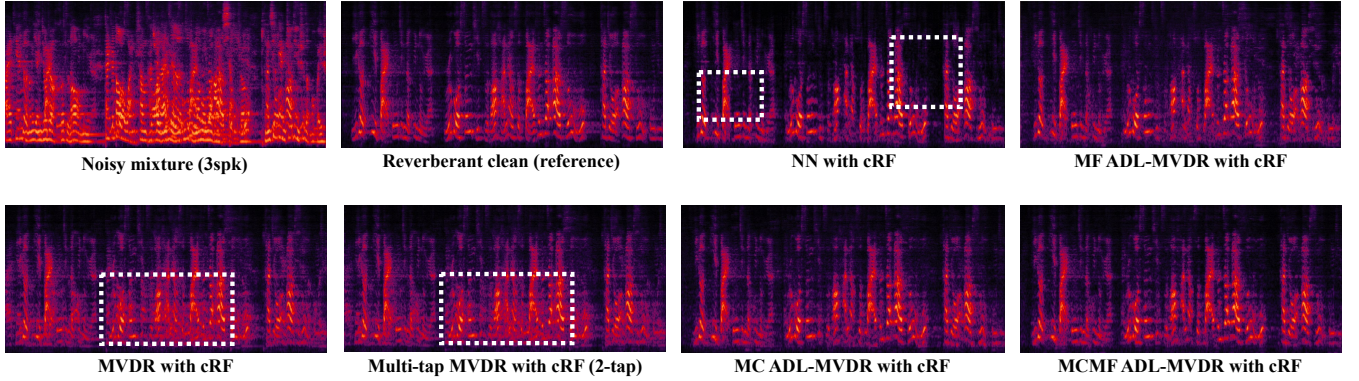 Noisy mixture (3spk)
Reverberant clean (reference)
NN with cRF
MF ADL-MVDR with cRF
MVDR with cRF
Multi-tap MVDR with cRF (2-tap)
MC ADL-MVDR with cRF
MCMF ADL-MVDR with cRF